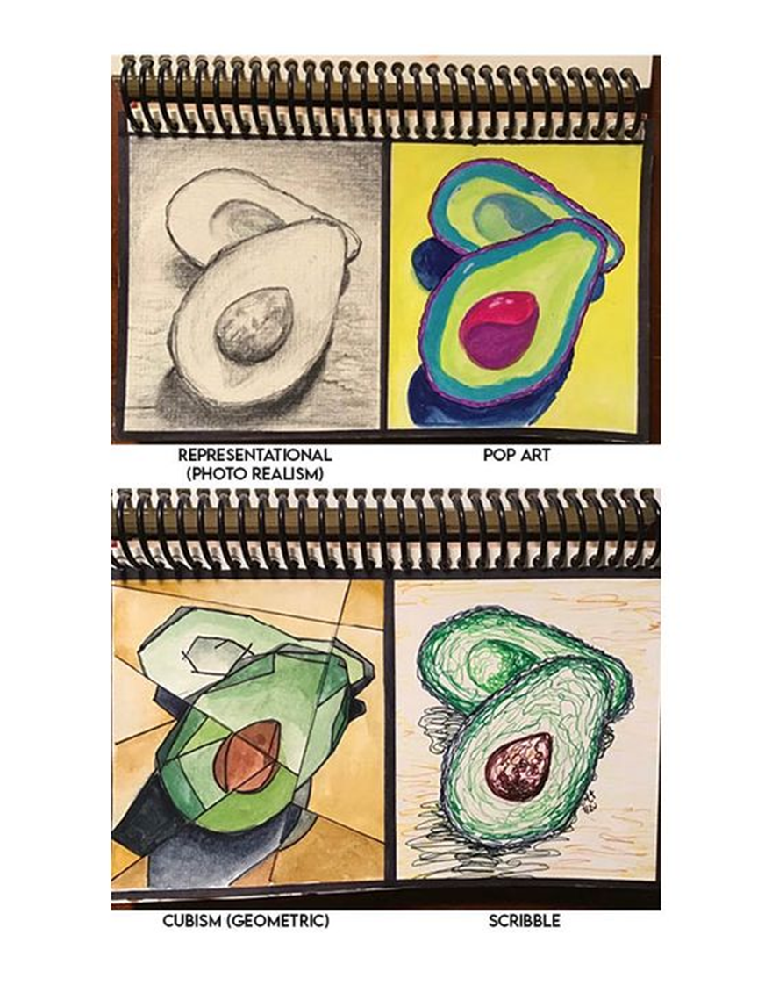 REPRESENTATIONAL
(PHOTO REALISM)
POP ART
CUBISM (GEOMETRIC)
SCRIBBLE